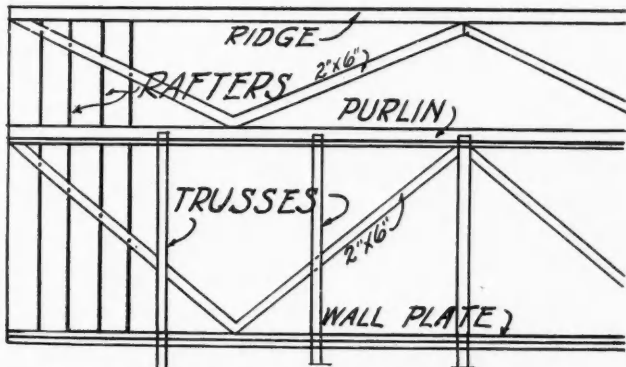 RIDGE
2"x6"
RAFTERS
PURLIN
TRUSSES
2"x6"
WALL PLATE